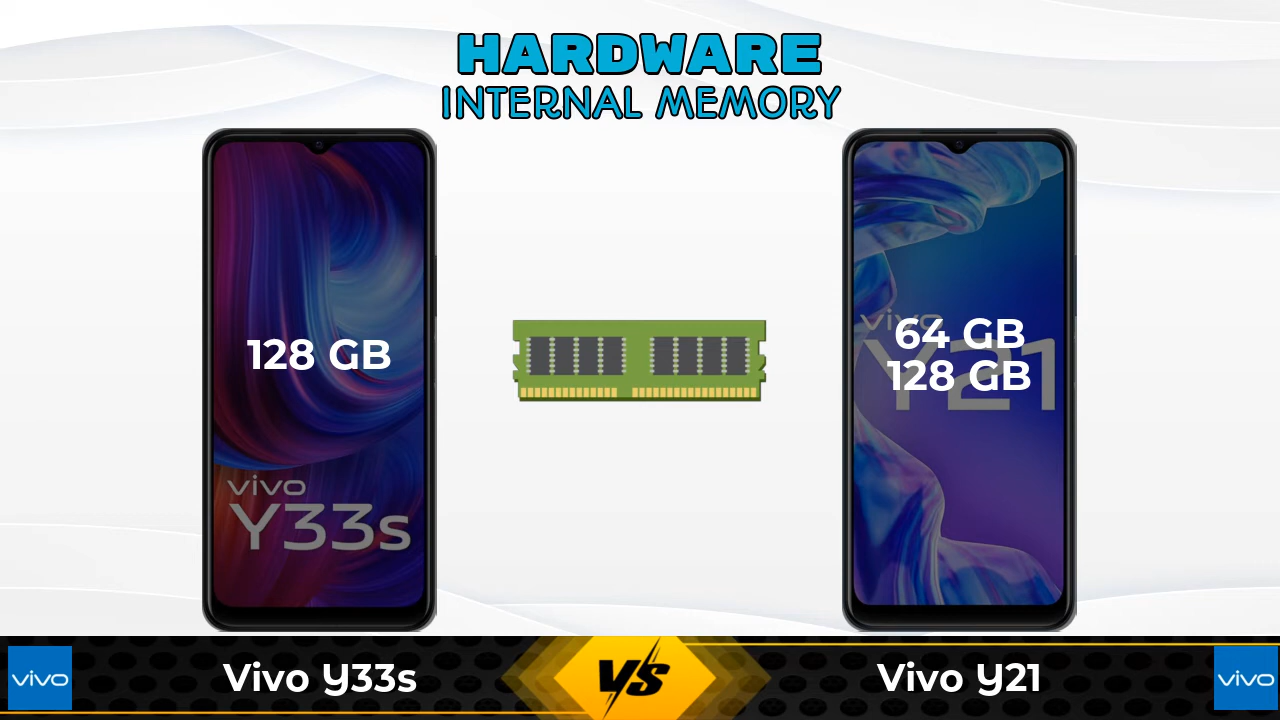 HARDWARE
INTERNAL MEMORY
128 GB
vivo
Y33s
vivo
64 GB
128 GB
Y21
vivo
Vivo Y33s
VS
Vivo Y21
vivo